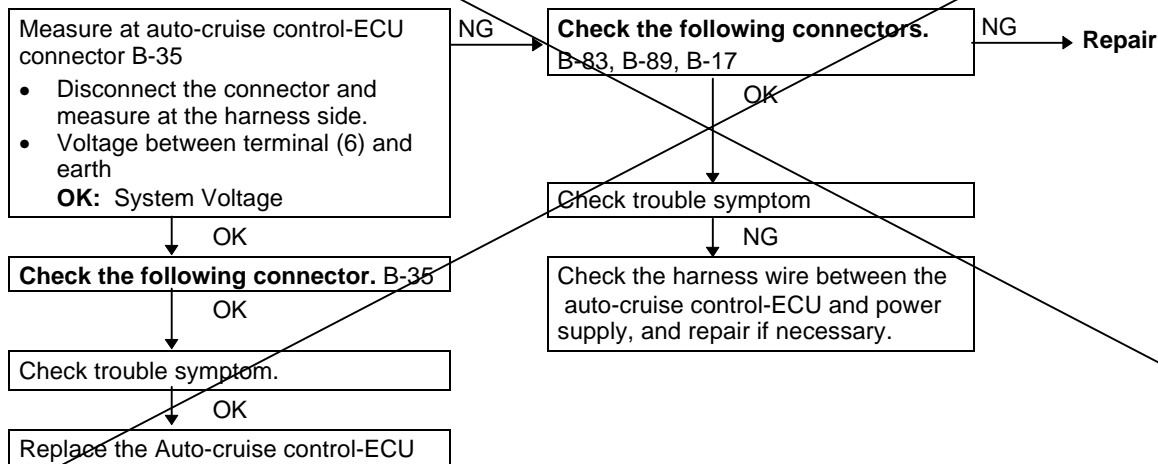 Measure at auto-cruise control-ECU
connector B-35
• Disconnect the connector and
measure at the harness side.
• Voltage between terminal (6) and
earth
OK: System Voltage
NG
Check the following connectors.
B-83, B-89, B-17
NG
Repair
OK
Check trouble symptom
NG
Check the harness wire between the
auto-cruise control-ECU and power
supply, and repair if necessary.
OK
Check the following connector. B-35
OK
Check trouble symptom.
OK
Replace the Auto-cruise control-ECU